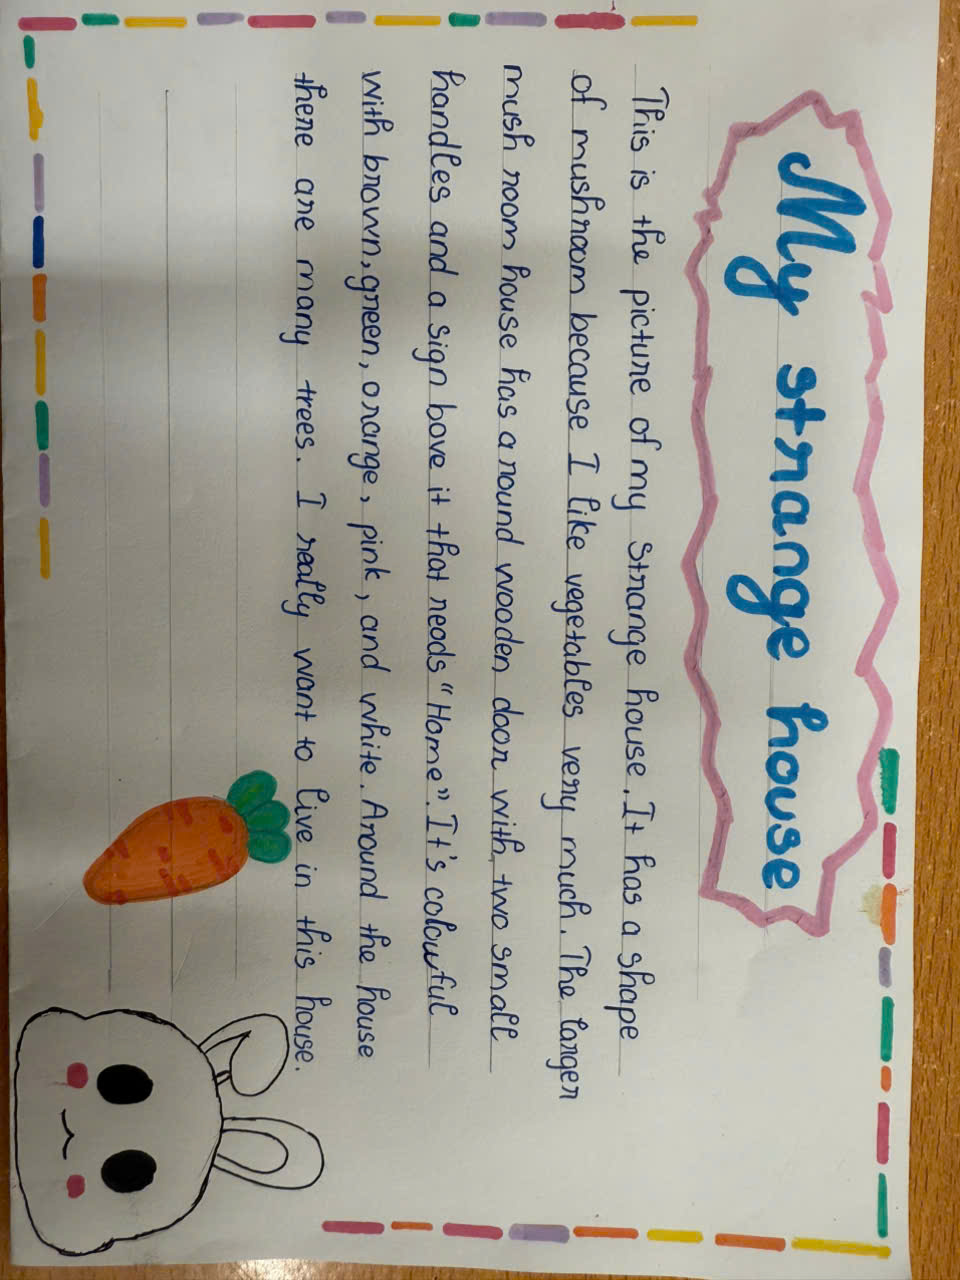 My strange house
This is the picture of my strange house. It has a shape
of mushroom because I like vegetables very much. The larger
mush room house has a round wooden door with two small
handles and a sign bove it that reads "Home". It's colourful
with brown, green, orange, pink, and white. Around the house
there are many trees. I really want to live in this house.